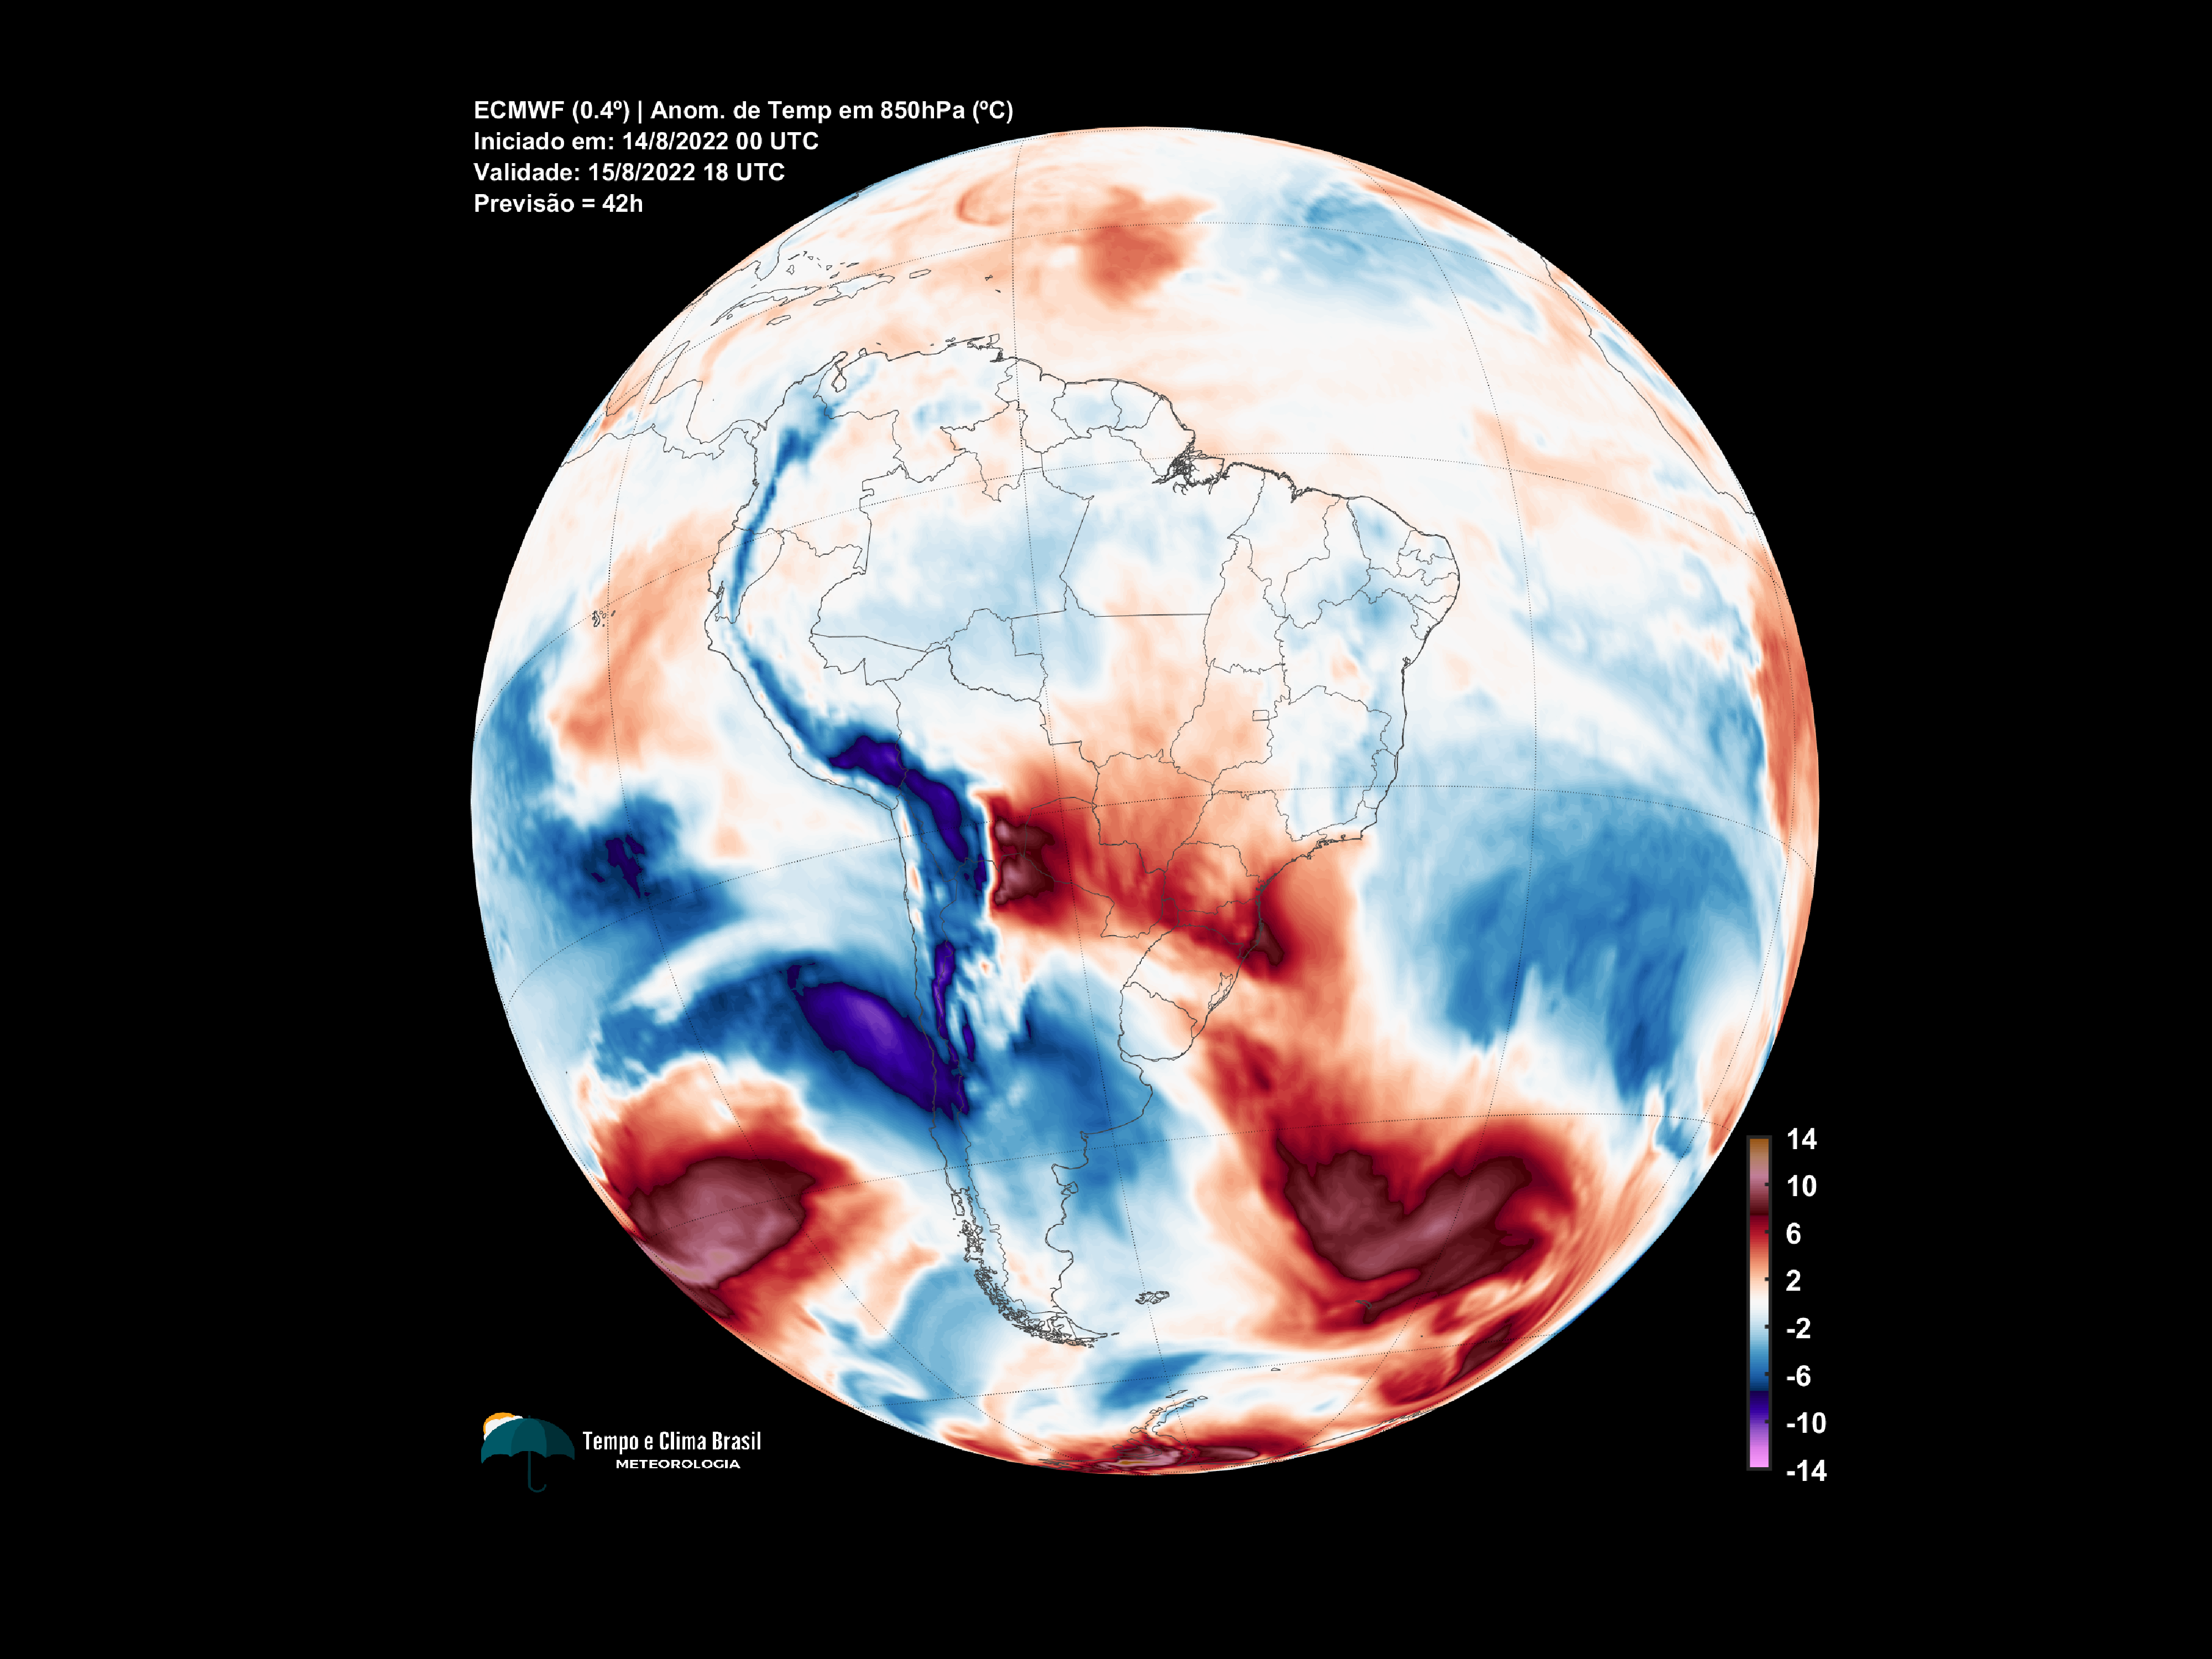 ECMWF (0.4º) | Anom. de Temp em 850hPa (ºC)
Iniciado em: 14/8/2022 00 UTC
Validade: 15/8/2022 18 UTC
Previsão = 42h
14
10
6
2
-2
-6
-10
-14
Tempo e Clima Brasil
METEOROLOGIA